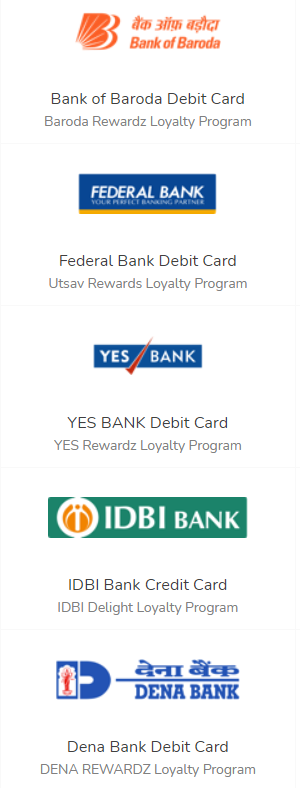 बैंक ऑफ़ बड़ौदा
Bank of Baroda
Bank of Baroda Debit Card
Baroda Rewardz Loyalty Program
FEDERAL BANK
YOUR PERFECT BANKING PARTNER
Federal Bank Debit Card
Utsav Rewards Loyalty Program
YES BANK
YES BANK Debit Card
YES Rewardz Loyalty Program
IDBI BANK
IDBI Bank Credit Card
IDBI Delight Loyalty Program
देना बैंक
DENA BANK
Dena Bank Debit Card
DENA REWARDZ Loyalty Program